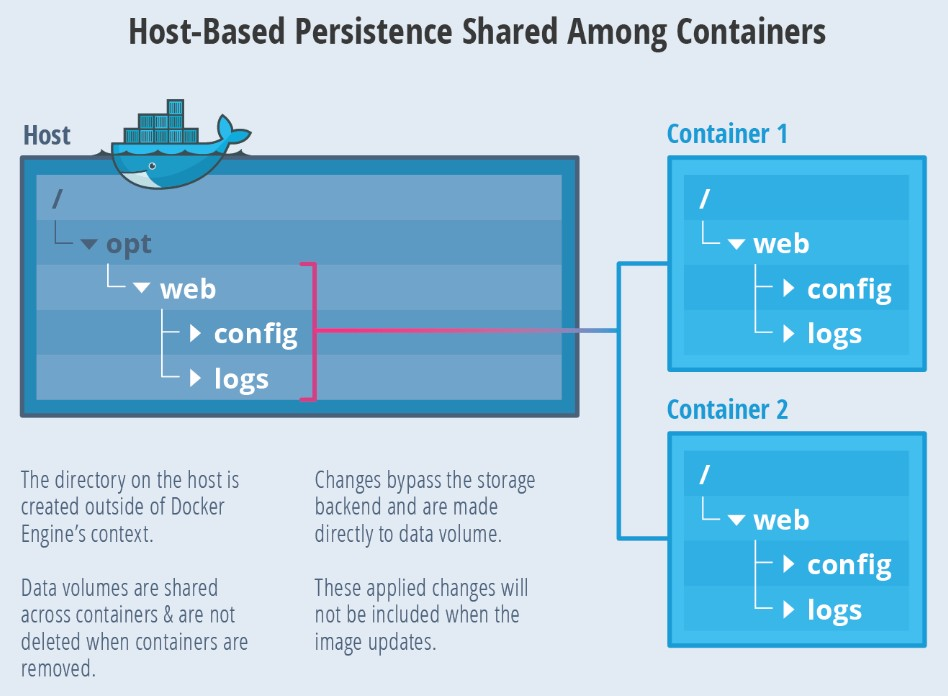 Host-Based Persistence Shared Among Containers
Host
/
opt
web
config
logs
Container 1
/
web
config
logs
Container 2
/
web
config
logs
The directory on the host is
created outside of Docker
Engine's context.
Data volumes are shared
across containers & are not
deleted when containers are
removed.
Changes bypass the storage
backend and are made
directly to data volume.
These applied changes will
not be included when the
image updates.